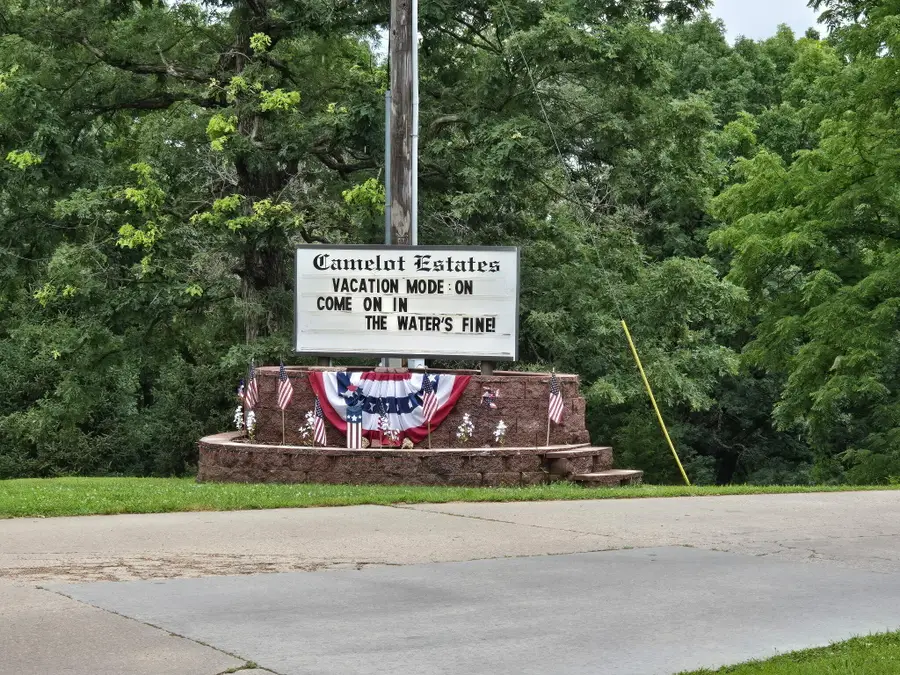 Camelot Estates
VACATION MODE:ON
COME ON IN
THE WATER'S FINE!